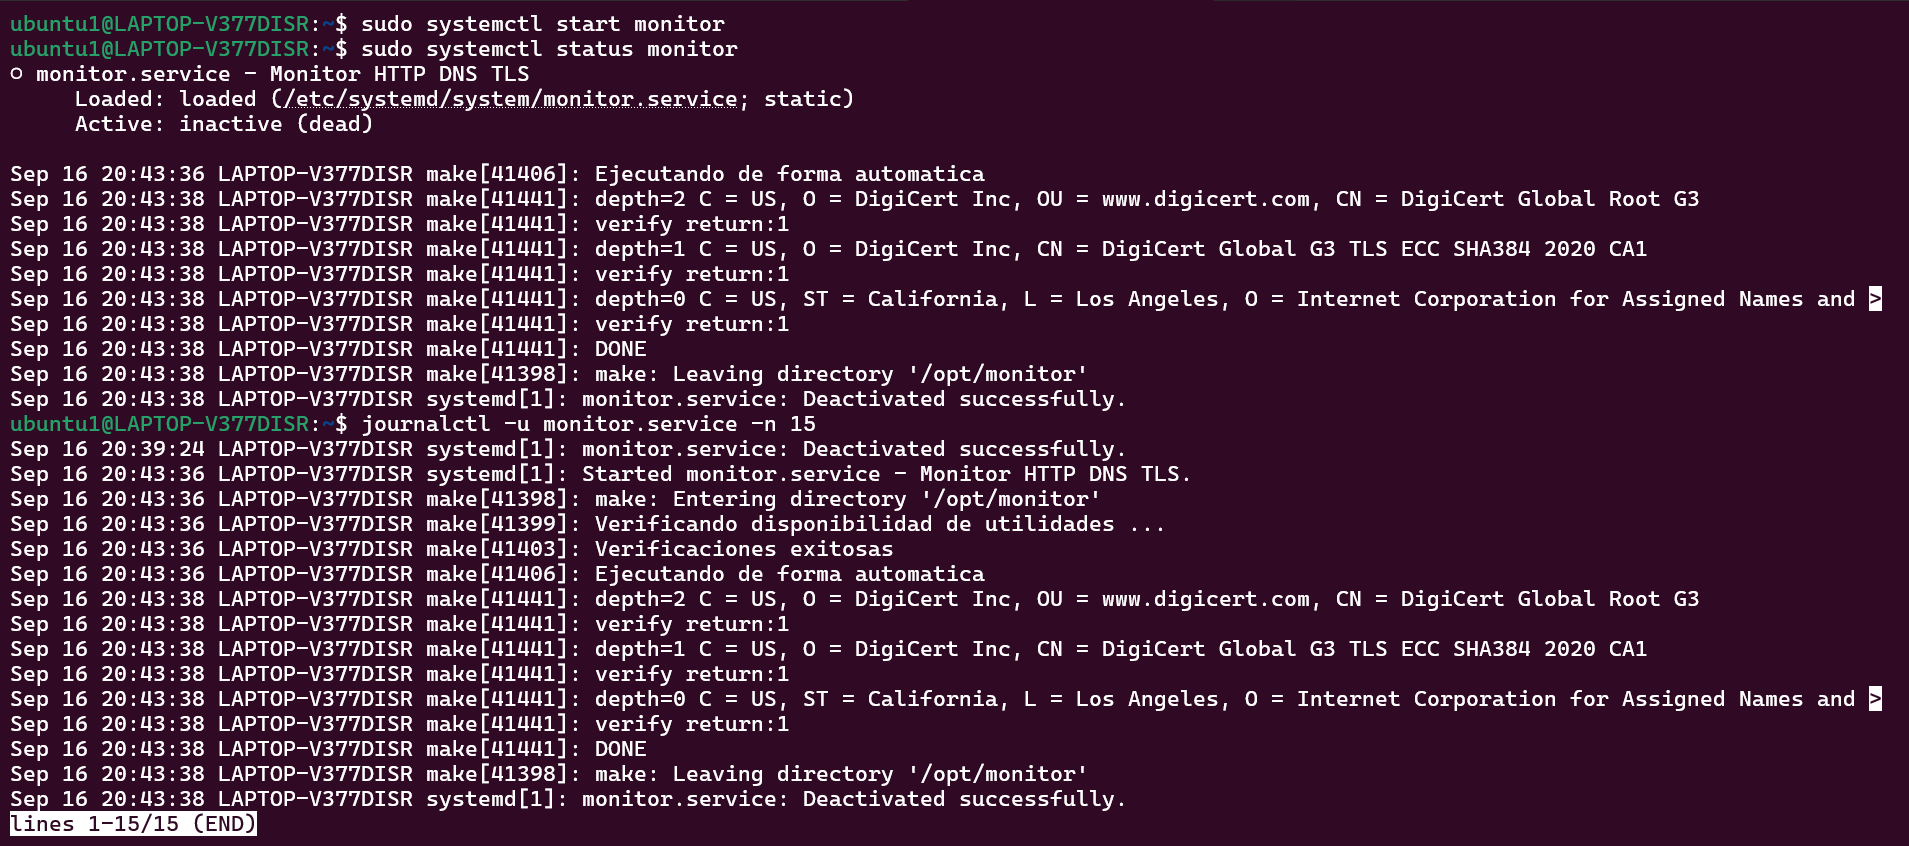 ubuntu1@LAPTOP-V377DISR:~$ sudo systemctl start monitor
ubuntu1@LAPTOP-V377DISR:~$ sudo systemctl status monitor
○ monitor.service - Monitor HTTP DNS TLS
     Loaded: loaded (/etc/systemd/system/monitor.service; static)
     Active: inactive (dead)

Sep 16 20:43:36 LAPTOP-V377DISR make[41406]: Ejecutando de forma automatica
Sep 16 20:43:38 LAPTOP-V377DISR make[41441]: depth=2 C = US, O = DigiCert Inc, OU = www.digicert.com, CN = DigiCert Global Root G3
Sep 16 20:43:38 LAPTOP-V377DISR make[41441]: verify return:1
Sep 16 20:43:38 LAPTOP-V377DISR make[41441]: depth=1 C = US, O = DigiCert Inc, CN = DigiCert Global G3 TLS ECC SHA384 2020 CA1
Sep 16 20:43:38 LAPTOP-V377DISR make[41441]: verify return:1
Sep 16 20:43:38 LAPTOP-V377DISR make[41441]: depth=0 C = US, ST = California, L = Los Angeles, O = Internet Corporation for Assigned Names and >
Sep 16 20:43:38 LAPTOP-V377DISR make[41441]: verify return:1
Sep 16 20:43:38 LAPTOP-V377DISR make[41441]: DONE
Sep 16 20:43:38 LAPTOP-V377DISR make[41398]: make: Leaving directory '/opt/monitor'
Sep 16 20:43:38 LAPTOP-V377DISR systemd[1]: monitor.service: Deactivated successfully.
ubuntu1@LAPTOP-V377DISR:~$ journalctl -u monitor.service -n 15
Sep 16 20:39:24 LAPTOP-V377DISR systemd[1]: monitor.service: Deactivated successfully.
Sep 16 20:43:36 LAPTOP-V377DISR systemd[1]: Started monitor.service - Monitor HTTP DNS TLS.
Sep 16 20:43:36 LAPTOP-V377DISR make[41398]: make: Entering directory '/opt/monitor'
Sep 16 20:43:36 LAPTOP-V377DISR make[41399]: Verificando disponibilidad de utilidades ...
Sep 16 20:43:36 LAPTOP-V377DISR make[41403]: Verificaciones exitosas
Sep 16 20:43:36 LAPTOP-V377DISR make[41406]: Ejecutando de forma automatica
Sep 16 20:43:38 LAPTOP-V377DISR make[41441]: depth=2 C = US, O = DigiCert Inc, OU = www.digicert.com, CN = DigiCert Global Root G3
Sep 16 20:43:38 LAPTOP-V377DISR make[41441]: verify return:1
Sep 16 20:43:38 LAPTOP-V377DISR make[41441]: depth=1 C = US, O = DigiCert Inc, CN = DigiCert Global G3 TLS ECC SHA384 2020 CA1
Sep 16 20:43:38 LAPTOP-V377DISR make[41441]: verify return:1
Sep 16 20:43:38 LAPTOP-V377DISR make[41441]: depth=0 C = US, ST = California, L = Los Angeles, O = Internet Corporation for Assigned Names and >
Sep 16 20:43:38 LAPTOP-V377DISR make[41441]: verify return:1
Sep 16 20:43:38 LAPTOP-V377DISR make[41441]: DONE
Sep 16 20:43:38 LAPTOP-V377DISR make[41398]: make: Leaving directory '/opt/monitor'
Sep 16 20:43:38 LAPTOP-V377DISR systemd[1]: monitor.service: Deactivated successfully.
lines 1-15/15 (END)